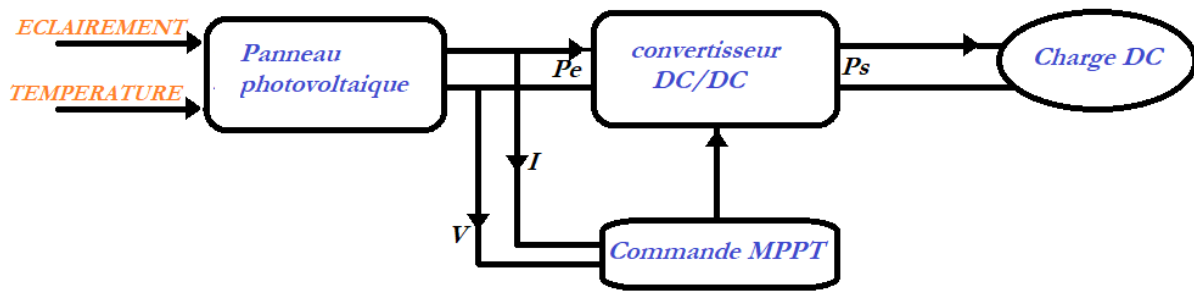 ECLAIREMENT
TEMPERATURE
Panneau
photovoltaique
Pe
convertisseur
DC/DC
Ps
Charge DC
I
V
Commande MPPT